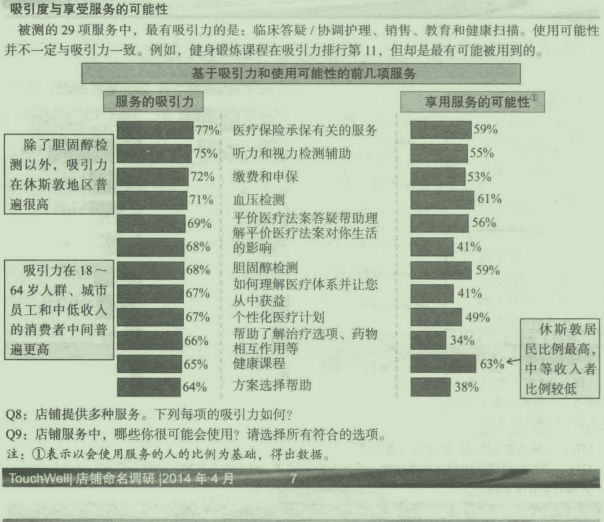 吸引度与享受服务的可能性
被测的 29 项服务中，最有吸引力的是：临床答疑 / 协调护理、销售、教育和健康扫描。使用可能性
并不一定与吸引力一致。例如，健身锻炼课程在吸引力排行第 11，但却是最有可能被用到的。
基于吸引力和使用可能性的前几项服务
服务的吸引力
享用服务的可能性①
77% 医疗保险承保有关的服务 59%
75% 听力和视力检测辅助 55%
72% 缴费和申保 53%
71% 血压检测 61%
69% 平价医疗法案答疑帮助理 56%
解平价医疗法案对你生活
68% 的影响 41%
68% 胆固醇检测 59%
67% 如何理解医疗体系并让您 41%
从中获益
67% 个性化医疗计划 49%
66% 帮助了解治疗选项、药物 34%
相互作用等
65% 健康课程 63%
64% 方案选择帮助 38%
除了胆固醇检
测以外，吸引力
在休斯敦地区普
遍很高
吸引力在 18～
64 岁人群、城市
员工和中低收入
的消费者中间普
遍更高
休斯敦居
民比例最高，
中等收入者
比例较低
Q8：店铺提供多种服务。下列每项的吸引力如何？
Q9：店铺服务中，哪些你很可能会使用？请选择所有符合的选项。
注：①表示以会使用服务的人的比例为基础，得出数据。
TouchWell| 店铺命名调研 |2014 年 4 月 7